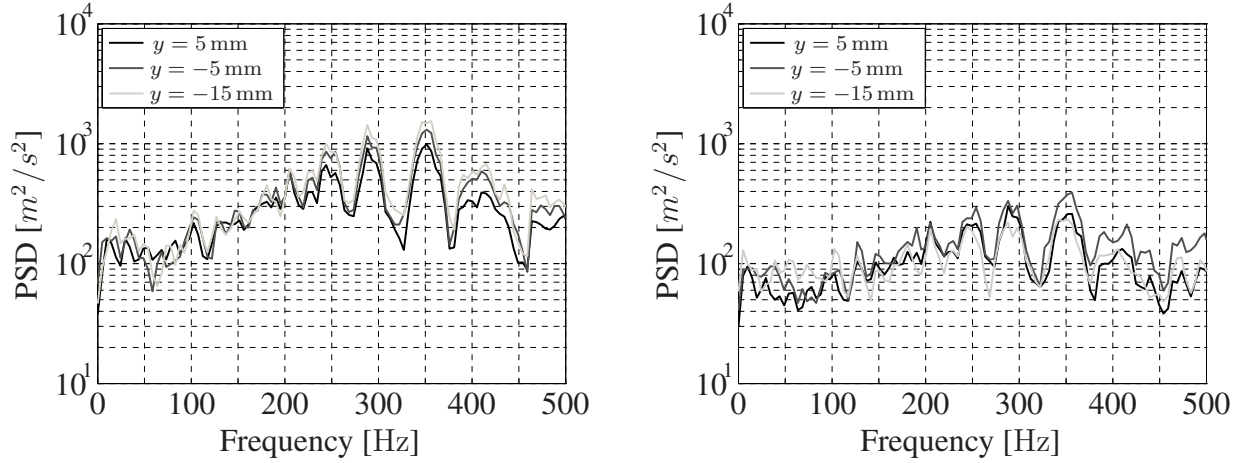 10^4
y = 5 mm
y = −5 mm
y = −15 mm
10^3
10^2
10^1
PSD [m^2/s^2]
0 100 200 300 400 500
Frequency [Hz]
10^4
y = 5 mm
y = −5 mm
y = −15 mm
10^3
10^2
10^1
PSD [m^2/s^2]
0 100 200 300 400 500
Frequency [Hz]